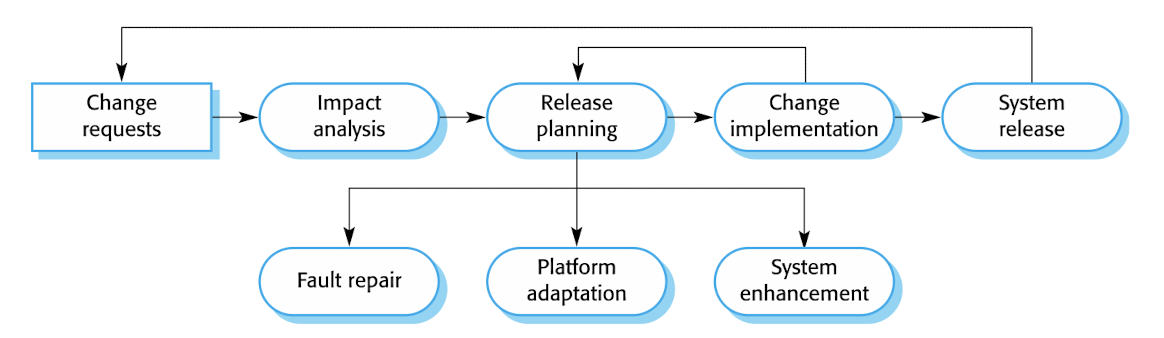 Change
requests
Impact
analysis
Release
planning
Change
implementation
System
release
Fault repair
Platform
adaptation
System
enhancement